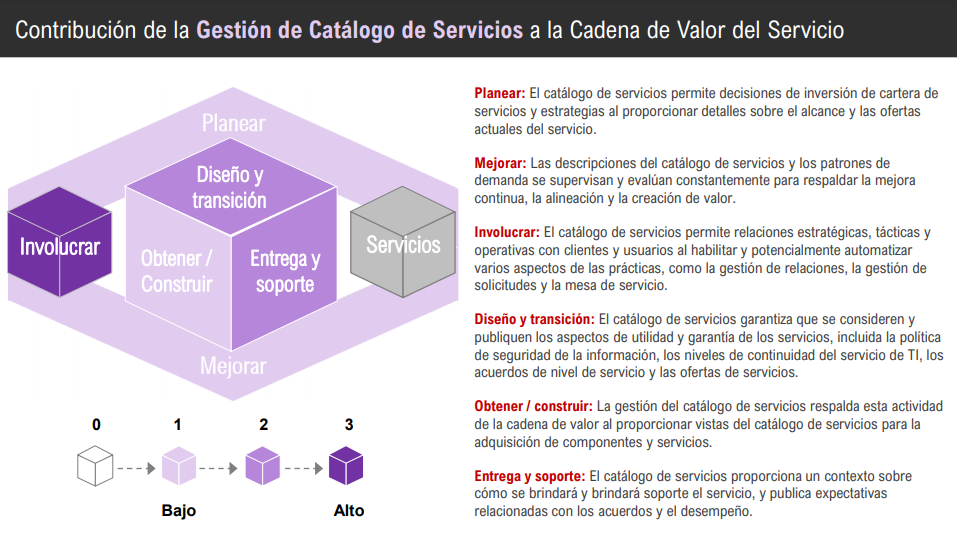 Contribución de la Gestión de Catálogo de Servicios a la Cadena de Valor del Servicio
Planear
Diseño y
transición
Involucrar
Obtener /
Construir
Entrega y
soporte
Servicios
Mejorar
0 1 2 3
Bajo Alto
Planear: El catálogo de servicios permite decisiones de inversión de cartera de
servicios y estrategias al proporcionar detalles sobre el alcance y las ofertas
actuales del servicio.
Mejorar: Las descripciones del catálogo de servicios y los patrones de
demanda se supervisan y evalúan constantemente para respaldar la mejora
continua, la alineación y la creación de valor.
Involucrar: El catálogo de servicios permite relaciones estratégicas, tácticas y
operativas con clientes y usuarios al habilitar y potencialmente automatizar
varios aspectos de las prácticas, como la gestión de relaciones, la gestión de
solicitudes y la mesa de servicio.
Diseño y transición: El catálogo de servicios garantiza que se consideren y
publiquen los aspectos de utilidad y garantía de los servicios, incluida la política
de seguridad de la información, los niveles de continuidad del servicio de TI, los
acuerdos de nivel de servicio y las ofertas de servicios.
Obtener / construir: La gestión del catálogo de servicios respalda esta actividad
de la cadena de valor al proporcionar vistas del catálogo de servicios para la
adquisición de componentes y servicios.
Entrega y soporte: El catálogo de servicios proporciona un contexto sobre
cómo se brindará y brindará soporte el servicio, y publica expectativas
relacionadas con los acuerdos y el desempeño.